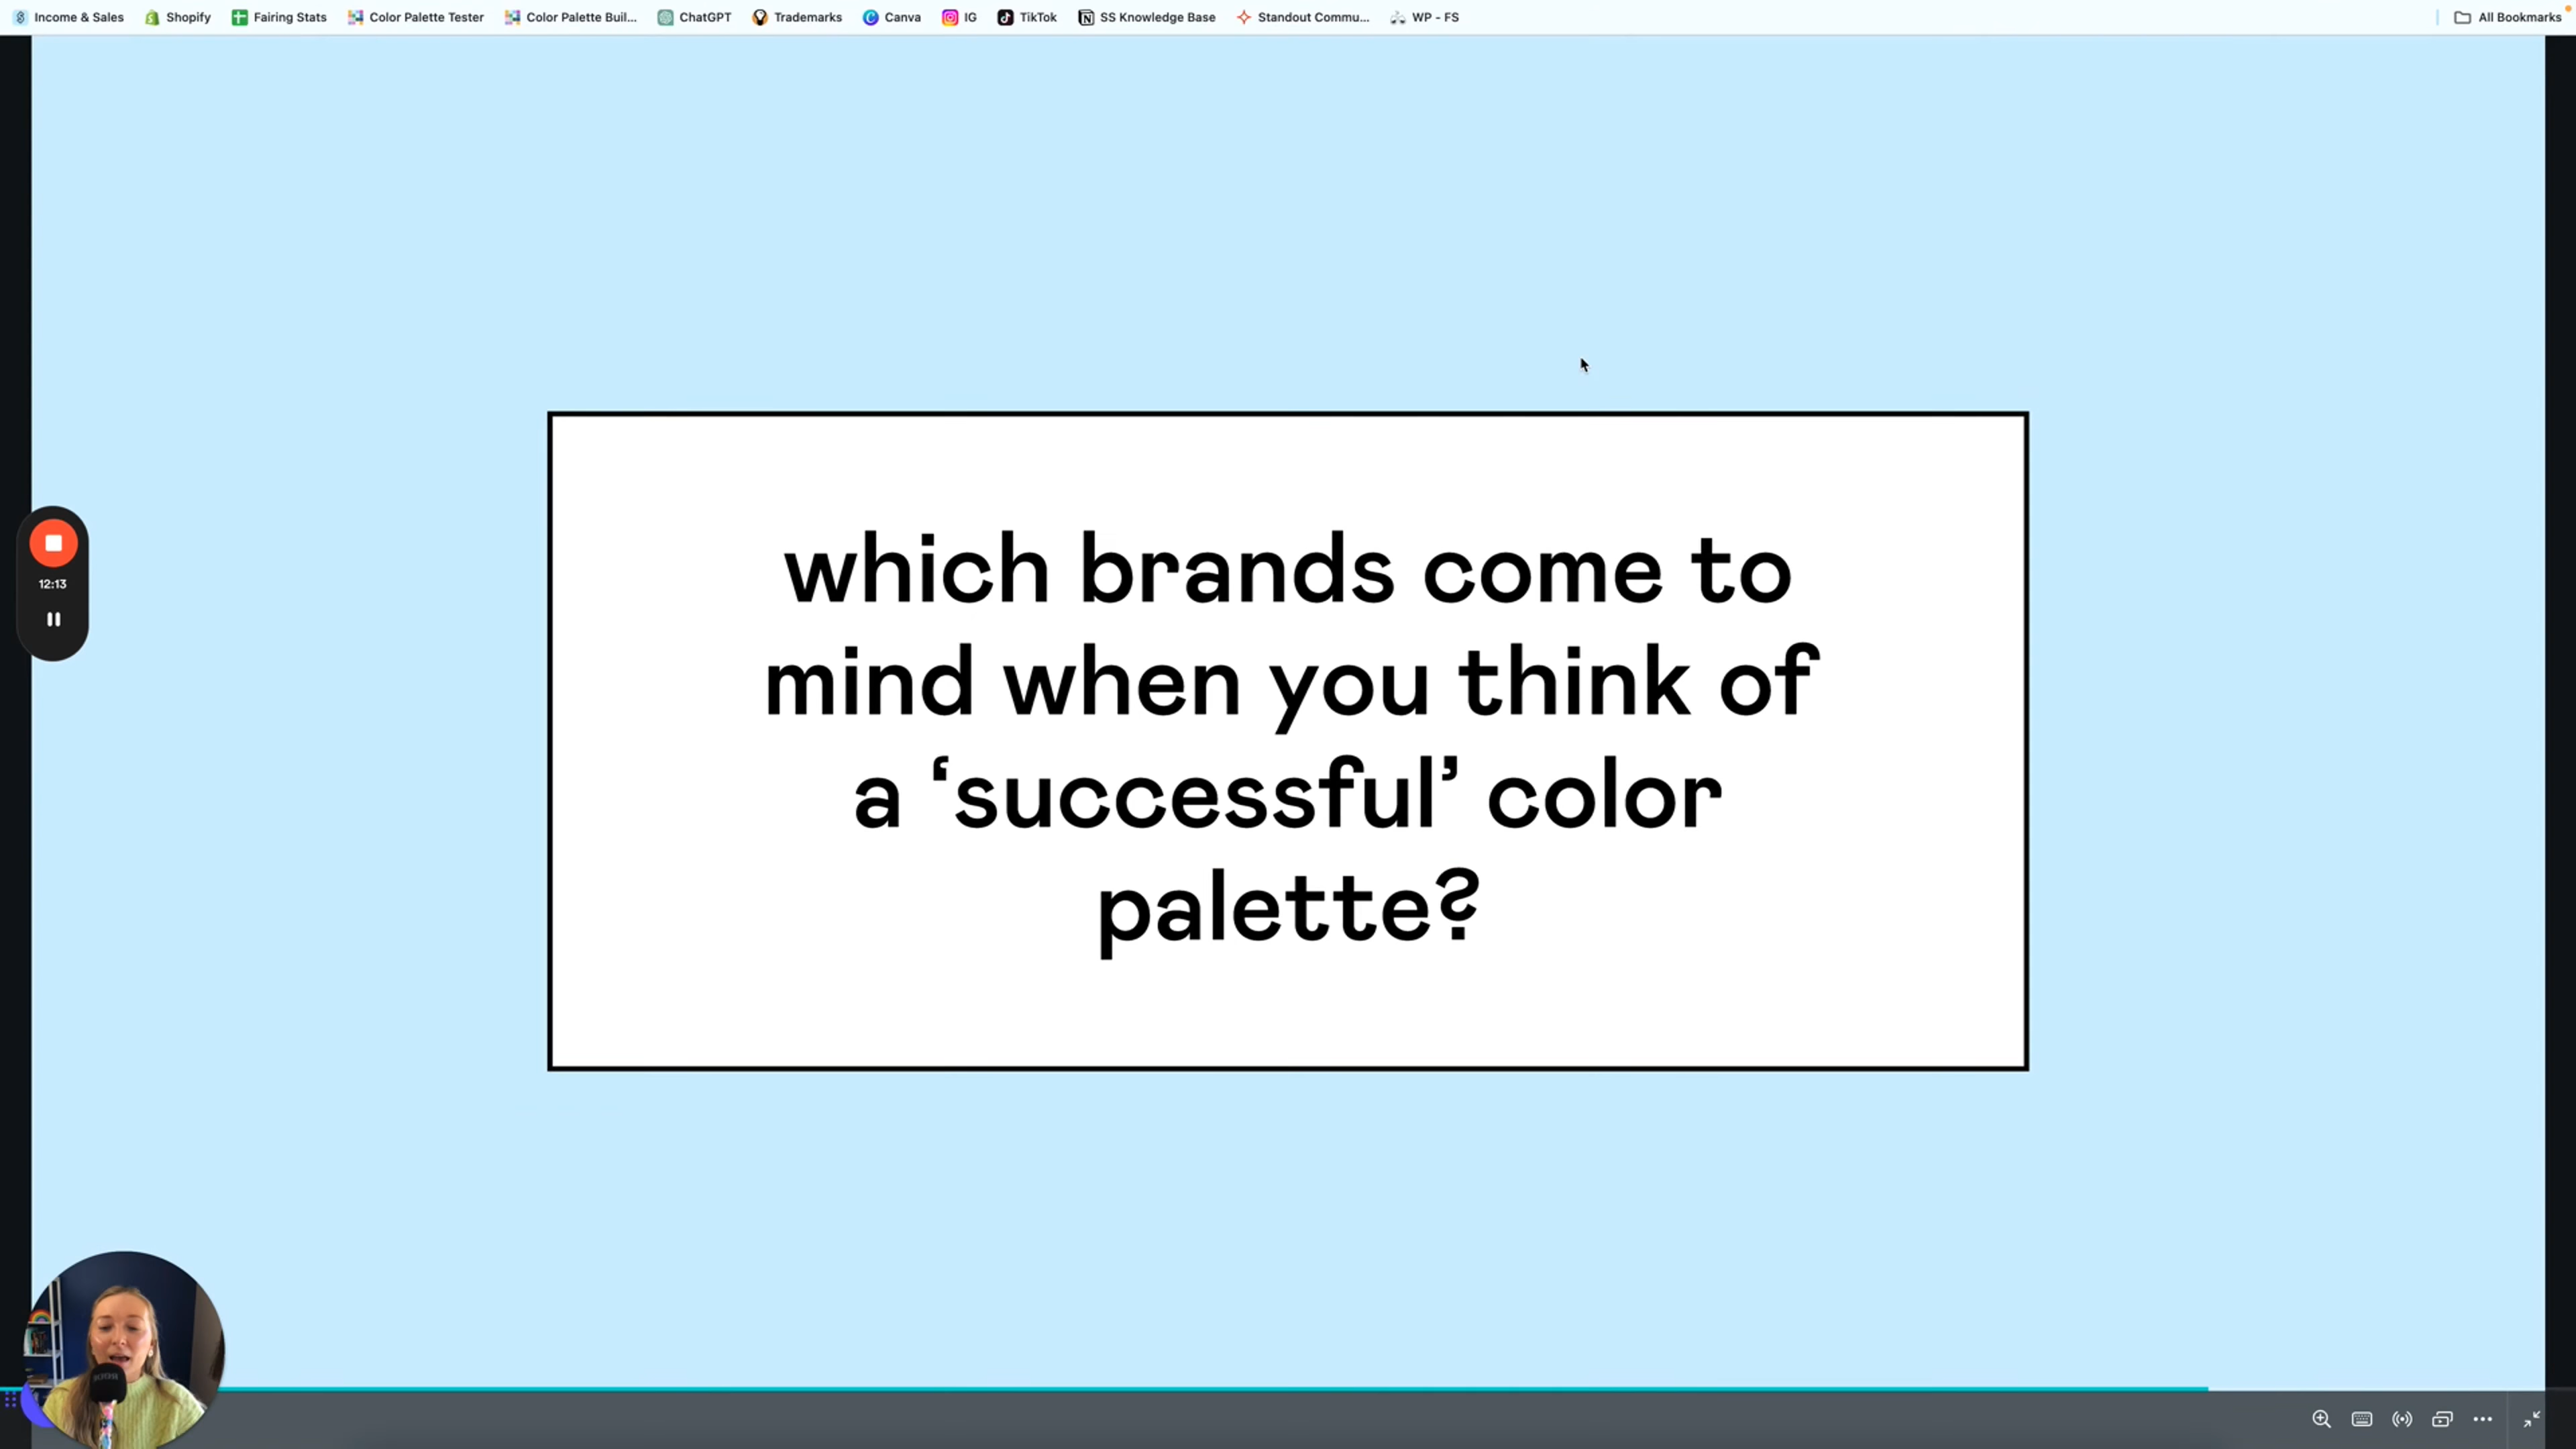 Income & Sales Shopify Fairing Stats Color Palette Tester Color Palette Buil... ChatGPT Trademarks Canva IG TikTok SS Knowledge Base Standout Commu... WP - FS All Bookmarks
which brands come to
mind when you think of
a ‘successful’ color
palette?
12:13
RODE